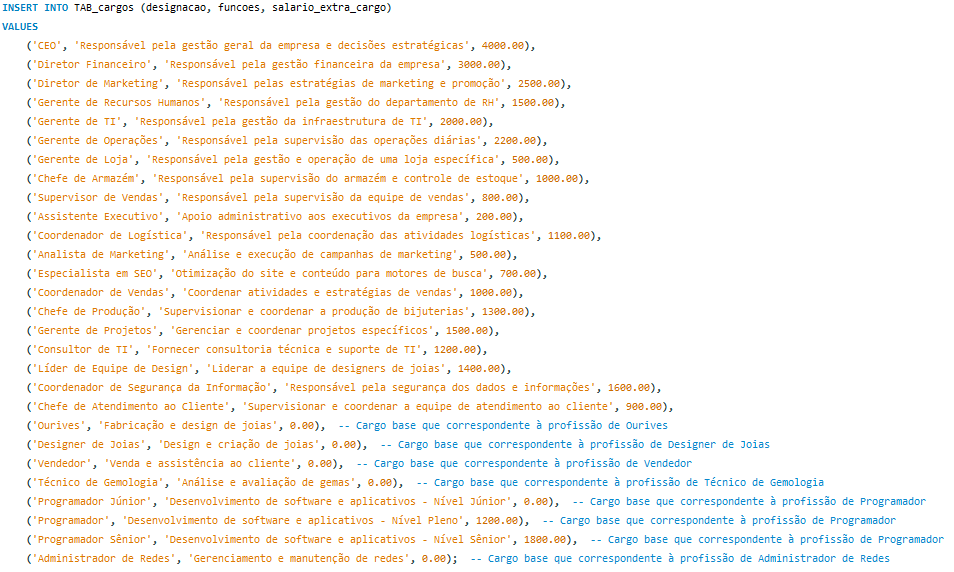 INSERT INTO TAB_cargos (designacao, funcoes, salario_extra_cargo)
VALUES
('CEO', 'Responsável pela gestão geral da empresa e decisões estratégicas', 4000.00),
('Diretor Financeiro', 'Responsável pela gestão financeira da empresa', 3000.00),
('Diretor de Marketing', 'Responsável pelas estratégias de marketing e promoção', 2500.00),
('Gerente de Recursos Humanos', 'Responsável pela gestão do departamento de RH', 1500.00),
('Gerente de TI', 'Responsável pela gestão da infraestrutura de TI', 2000.00),
('Gerente de Operações', 'Responsável pela supervisão das operações diárias', 2200.00),
('Gerente de Loja', 'Responsável pela gestão e operação de uma loja específica', 500.00),
('Chefe de Armazém', 'Responsável pela supervisão do armazém e controle de estoque', 1000.00),
('Supervisor de Vendas', 'Responsável pela supervisão da equipe de vendas', 800.00),
('Assistente Executivo', 'Apoio administrativo aos executivos da empresa', 200.00),
('Coordenador de Logística', 'Responsável pela coordenação das atividades logísticas', 1100.00),
('Analista de Marketing', 'Análise e execução de campanhas de marketing', 500.00),
('Especialista em SEO', 'Otimização do site e conteúdo para motores de busca', 700.00),
('Coordenador de Vendas', 'Coordenar atividades e estratégias de vendas', 1000.00),
('Chefe de Produção', 'Supervisionar e coordenar a produção de bijuterias', 1300.00),
('Gerente de Projetos', 'Gerenciar e coordenar projetos específicos', 1500.00),
('Consultor de TI', 'Fornecer consultoria técnica e suporte de TI', 1200.00),
('Líder de Equipe de Design', 'Liderar a equipe de designers de joias', 1400.00),
('Coordenador de Segurança da Informação', 'Responsável pela segurança dos dados e informações', 1600.00),
('Chefe de Atendimento ao Cliente', 'Supervisionar e coordenar a equipe de atendimento ao cliente', 900.00),
('Ourives', 'Fabricação e design de joias', 0.00), -- Cargo base que correspondente à profissão de Ourives
('Designer de Joias', 'Design e criação de joias', 0.00), -- Cargo base que correspondente à profissão de Designer de Joias
('Vendedor', 'Venda e assistência ao cliente', 0.00), -- Cargo base que correspondente à profissão de Vendedor
('Técnico de Gemologia', 'Análise e avaliação de gemas', 0.00), -- Cargo base que correspondente à profissão de Técnico de Gemologia
('Programador Júnior', 'Desenvolvimento de software e aplicativos - Nível Júnior', 0.00), -- Cargo base que correspondente à profissão de Programador
('Programador', 'Desenvolvimento de software e aplicativos - Nível Pleno', 1200.00), -- Cargo base que correspondente à profissão de Programador
('Programador Sênior', 'Desenvolvimento de software e aplicativos - Nível Sênior', 1800.00), -- Cargo base que correspondente à profissão de Programador
('Administrador de Redes', 'Gerenciamento e manutenção de redes', 0.00); -- Cargo base que correspondente à profissão de Administrador de Redes